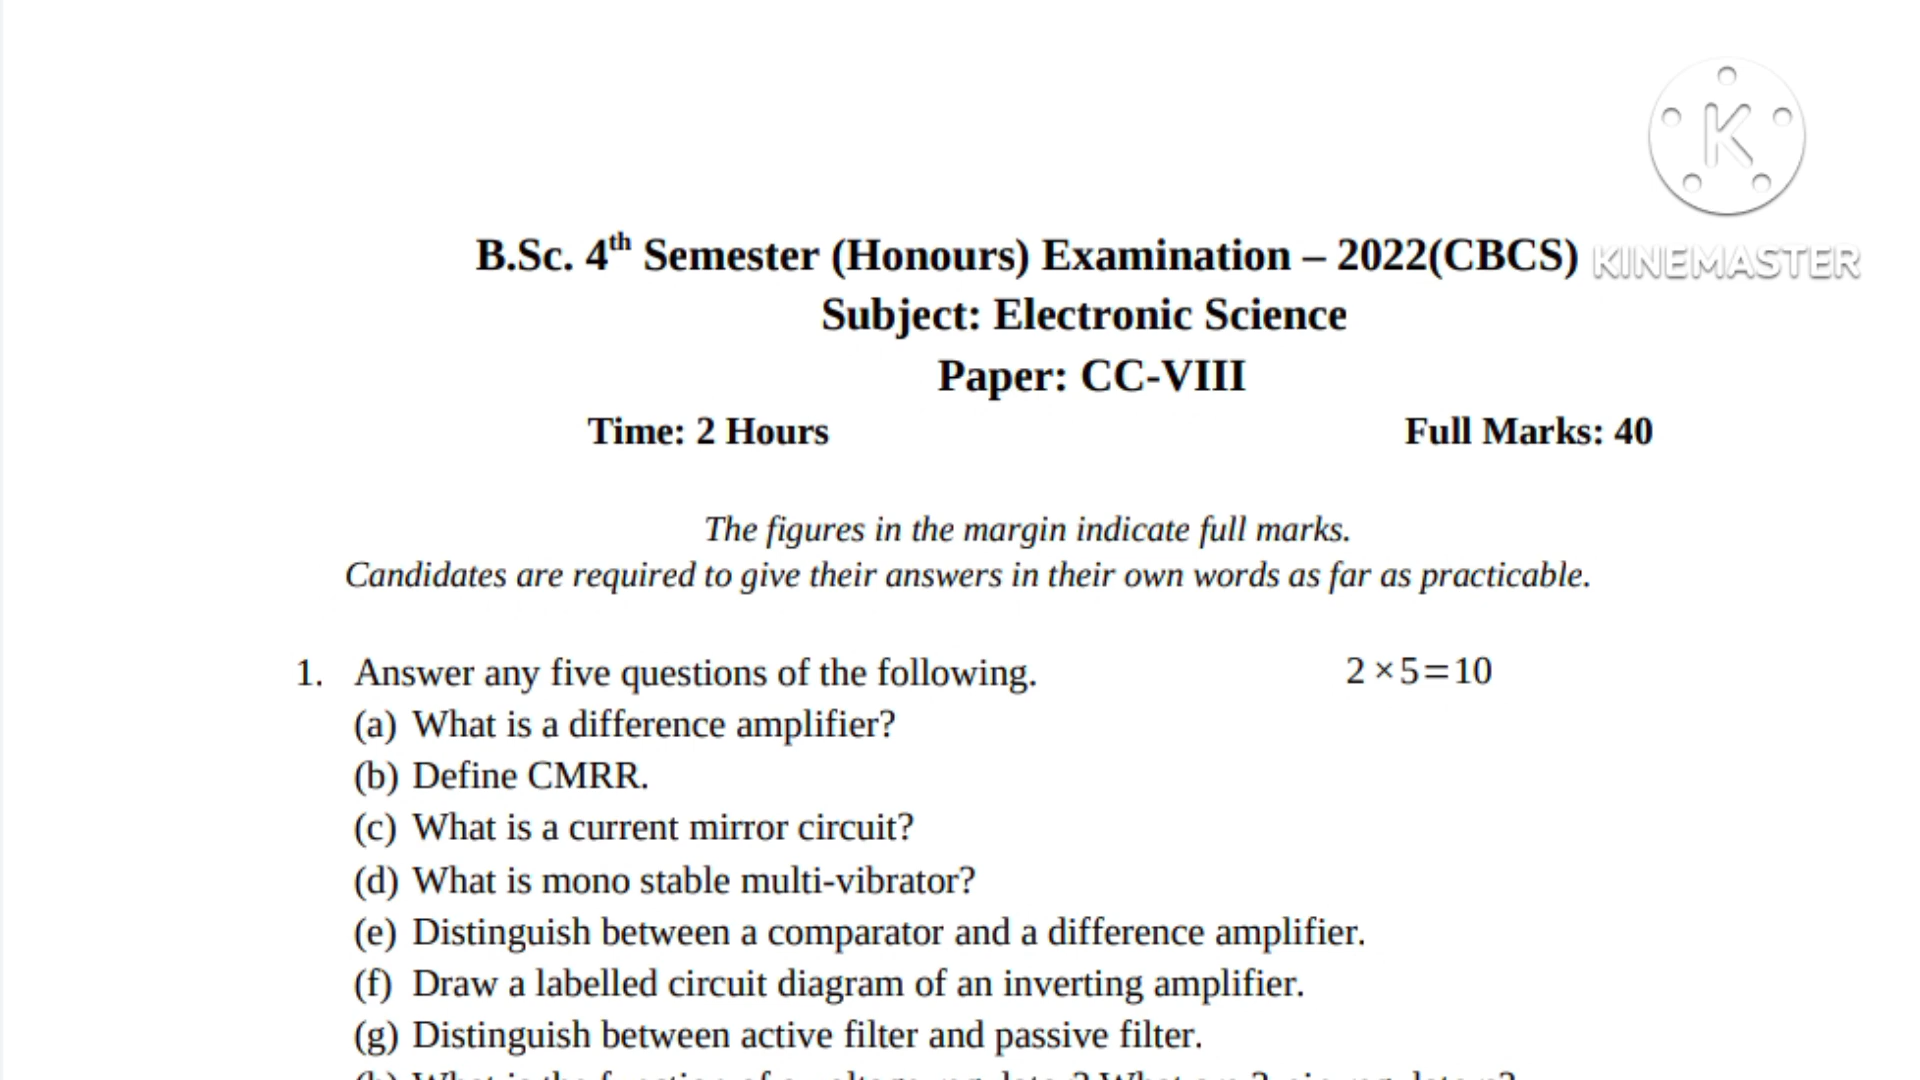 K
KINEMASTER
B.Sc. 4th Semester (Honours) Examination – 2022(CBCS)
Subject: Electronic Science
Paper: CC-VIII
Time: 2 Hours Full Marks: 40
The figures in the margin indicate full marks.
Candidates are required to give their answers in their own words as far as practicable.
1. Answer any five questions of the following. 2×5=10
(a) What is a difference amplifier?
(b) Define CMRR.
(c) What is a current mirror circuit?
(d) What is mono stable multi-vibrator?
(e) Distinguish between a comparator and a difference amplifier.
(f) Draw a labelled circuit diagram of an inverting amplifier.
(g) Distinguish between active filter and passive filter.